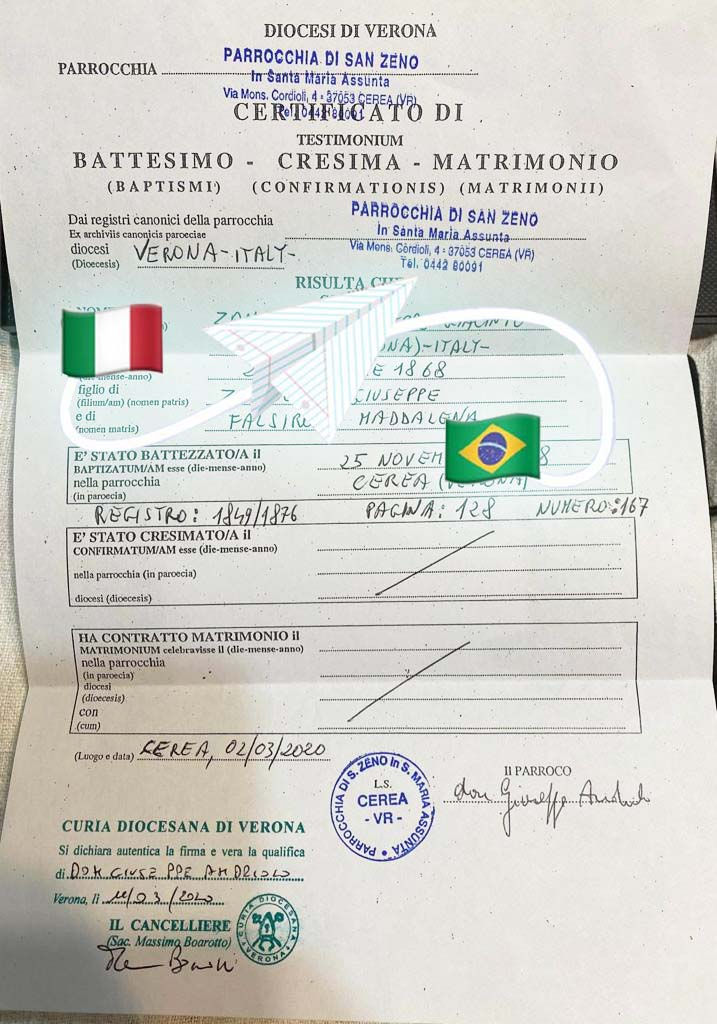 DIOCESI DI VERONA
PARROCCHIA PARROCCHIA DI SAN ZENO
In Santa Maria Assunta
Via Mons. Cordioli, 4 - 37053 CEREA (VR)
Tel. 0442 80091
CERTIFICATO DI
TESTIMONIUM
BATTESIMO - CRESIMA - MATRIMONIO
(BAPTISMI) (CONFIRMATIONIS) (MATRIMONII)
Dai registri canonici della parrocchia PARROCCHIA DI SAN ZENO
Ex archiviis canonicis paroeciae In Santa Maria Assunta
Via Mons. Cordioli, 4 - 37053 CEREA (VR)
Tel. 0442 80091
diocesi VERONA-ITALY-
(Dioecesis)
RISULTA
-ITALY-
1868
figlio di GIUSEPPE
(filium/am) (nomen patris)
e di MADDALENA
(nomen matris)
E' STATO BATTEZZATO/A il 25
BAPTIZATUM/AM esse (die-mense-anno)
nella parrocchia CEREA
(in paroecia)
REGISTRO: 1849/1876 PAGINA: 128 NUMERO: 167
E' STATO CRESIMATO/A il
CONFIRMATUM/AM esse (die-mense-anno)
nella parrocchia (in paroecia)
diocesi (dioecesis)
HA CONTRATTO MATRIMONIO il
MATRIMONIUM celebravisse il (die-mense-anno)
nella parrocchia
(in paroecia)
diocesi
(dioecesis)
con
(cum)
(Luogo e data) CEREA, 02/03/2020
Il PARROCO
don Giuseppe
PARROCCHIA DI S. ZENO In S. MARIA ASSUNTA
L.S.
CEREA
- VR -
CURIA DIOCESANA DI VERONA
Si dichiara autentica la firma e vera la qualifica
di DON GIUSEPPE ANDRIOLO
Verona, lì /03/2020
IL CANCELLIERE
(Sac. Massimo Boarotto)
CURIA DIOCESANA
VERONA